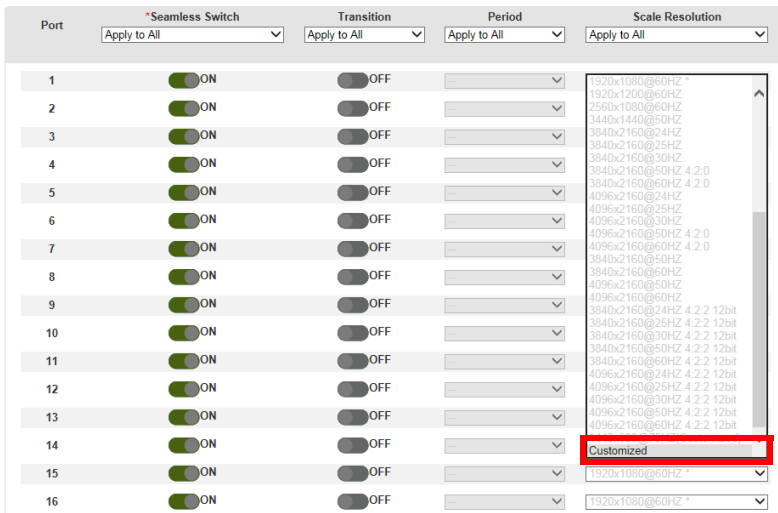 Port *Seamless Switch Transition Period Scale Resolution
Apply to All Apply to All Apply to All Apply to All
1 ON OFF --- 1920x1080@60HZ *
1920x1200@60HZ
2 ON OFF --- 2560x1080@60HZ
3440x1440@50HZ
3 ON OFF --- 3840x2160@24HZ
3840x2160@25HZ
3840x2160@30HZ
4 ON OFF --- 3840x2160@50HZ 4:2:0
3840x2160@60HZ 4:2:0
5 ON OFF --- 4096x2160@24HZ
4096x2160@25HZ
6 ON OFF --- 4096x2160@30HZ
4096x2160@50HZ 4:2:0
7 ON OFF --- 4096x2160@60HZ 4:2:0
3840x2160@50HZ
8 ON OFF --- 3840x2160@60HZ
4096x2160@50HZ
4096x2160@60HZ
9 ON OFF --- 3840x2160@24HZ 4:2:2 12bit
3840x2160@25HZ 4:2:2 12bit
10 ON OFF --- 3840x2160@30HZ 4:2:2 12bit
3840x2160@50HZ 4:2:2 12bit
11 ON OFF --- 3840x2160@60HZ 4:2:2 12bit
4096x2160@24HZ 4:2:2 12bit
12 ON OFF --- 4096x2160@25HZ 4:2:2 12bit
4096x2160@30HZ 4:2:2 12bit
13 ON OFF --- 4096x2160@50HZ 4:2:2 12bit
4096x2160@60HZ 4:2:2 12bit
14 ON OFF --- Customized
15 ON OFF --- 1920x1080@60HZ *
16 ON OFF --- 1920x1080@60HZ *